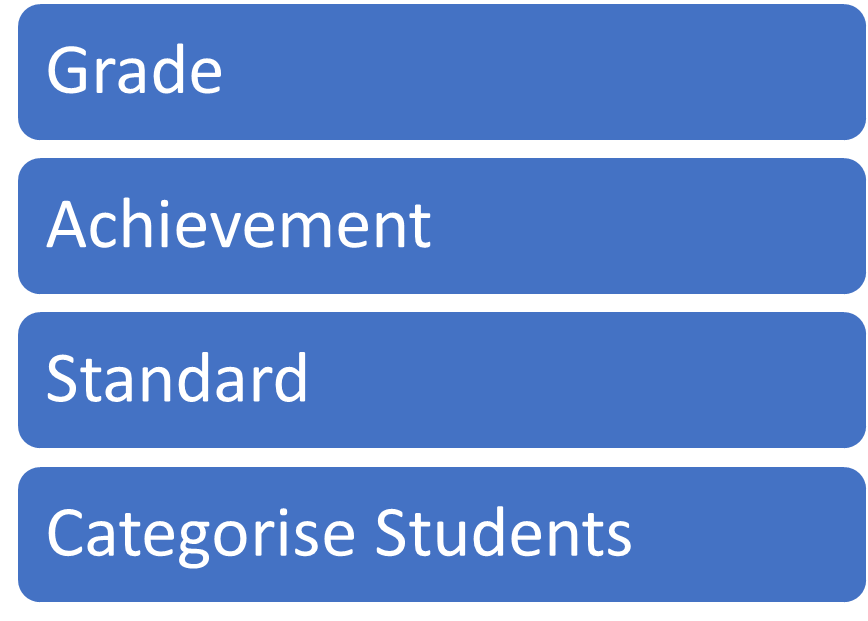 Grade
Achievement
Standard
Categorise Students